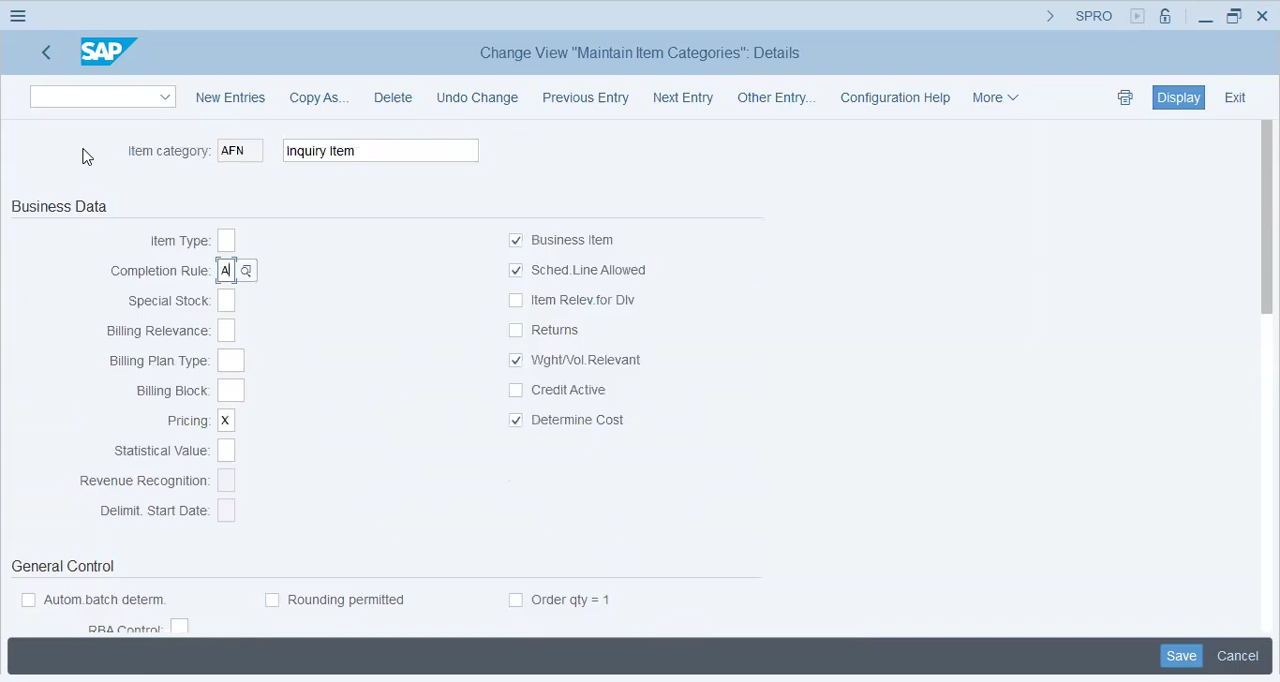 SPRO
SAP Change View "Maintain Item Categories": Details
New Entries Copy As... Delete Undo Change Previous Entry Next Entry Other Entry... Configuration Help More Display Exit
Item category: AFN Inquiry Item
Business Data
Item Type: Business Item
Completion Rule: A Sched.Line Allowed
Special Stock: Item Relev.for Dlv
Billing Relevance: Returns
Billing Plan Type: Wght/Vol.Relevant
Billing Block: Credit Active
Pricing: X Determine Cost
Statistical Value:
Revenue Recognition:
Delimit. Start Date:
General Control
Autom.batch determ. Rounding permitted Order qty = 1
RBA Control:
Save Cancel